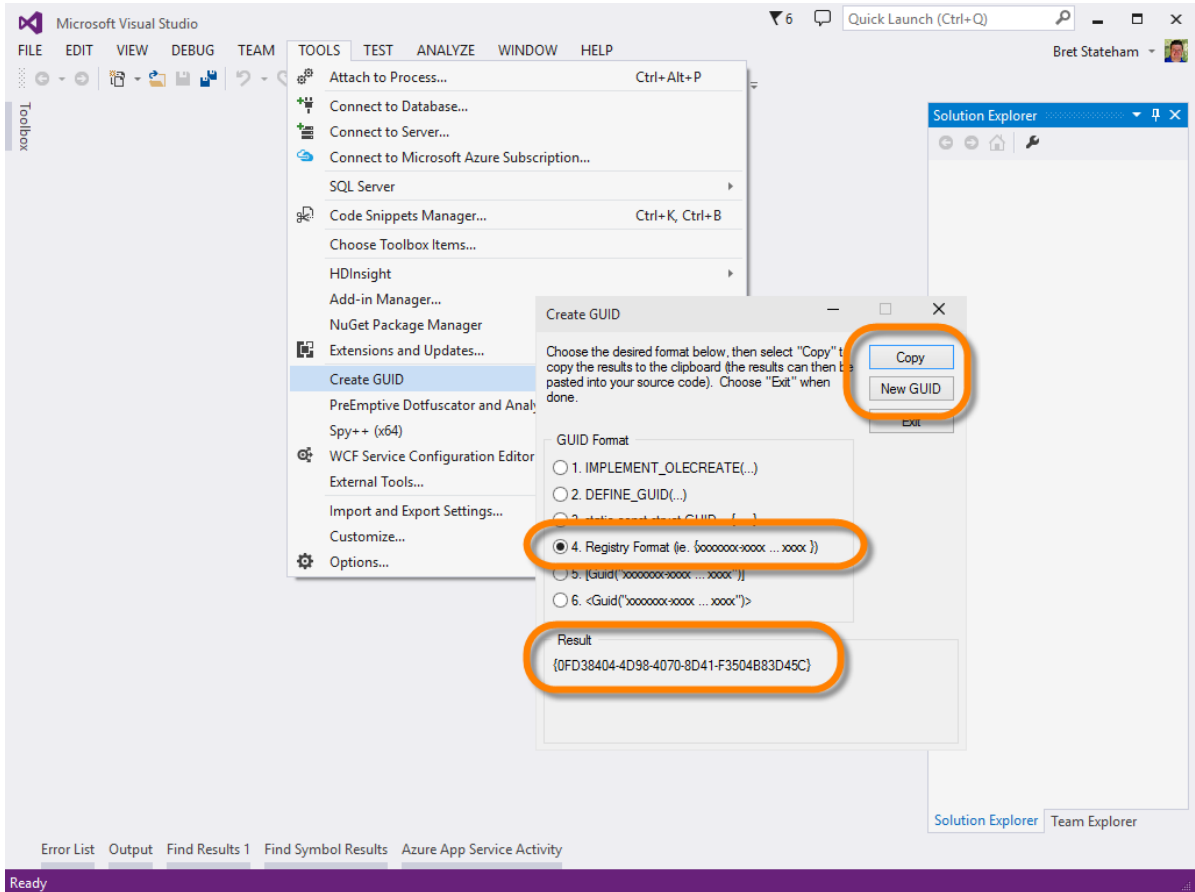 Microsoft Visual Studio
6
Quick Launch (Ctrl+Q)
FILE EDIT VIEW DEBUG TEAM TOOLS TEST ANALYZE WINDOW HELP
Bret Stateham
Toolbox
Attach to Process... Ctrl+Alt+P
Connect to Database...
Connect to Server...
Connect to Microsoft Azure Subscription...
SQL Server
Code Snippets Manager... Ctrl+K, Ctrl+B
Choose Toolbox Items...
HDInsight
Add-in Manager...
NuGet Package Manager
Extensions and Updates...
Create GUID
PreEmptive Dotfuscator and
Spy++ (x64)
WCF Service Configuration Editor
External Tools...
Import and Export Settings...
Customize...
Options...
Solution Explorer
Create GUID
Choose the desired format below, then select "Copy" t
copy the results to the clipboard (the results can then be
pasted into your source code). Choose "Exit" when
done.
Copy
New GUID
Exit
GUID Format
1. IMPLEMENT_OLECREATE(...)
2. DEFINE_GUID(...)
3. static const struct GUID = { ... }
4. Registry Format (ie. {xxxxxxx-xxxx ... xxxx })
5. [Guid("xxxxxxx-xxxx ... xxxx")]
6. <Guid("xxxxxxx-xxxx ... xxxx")>
Result
{0FD38404-4D98-4070-8D41-F3504B83D45C}
Solution Explorer Team Explorer
Error List Output Find Results 1 Find Symbol Results Azure App Service Activity
Ready